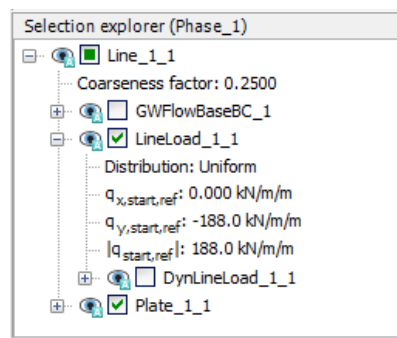 Selection explorer (Phase_1)
Line_1_1
Coarseness factor: 0.2500
GWFlowBaseBC_1
LineLoad_1_1
Distribution: Uniform
qx,start,ref: 0.000 kN/m/m
qy,start,ref: -188.0 kN/m/m
|qstart,ref|: 188.0 kN/m/m
DynLineLoad_1_1
Plate_1_1